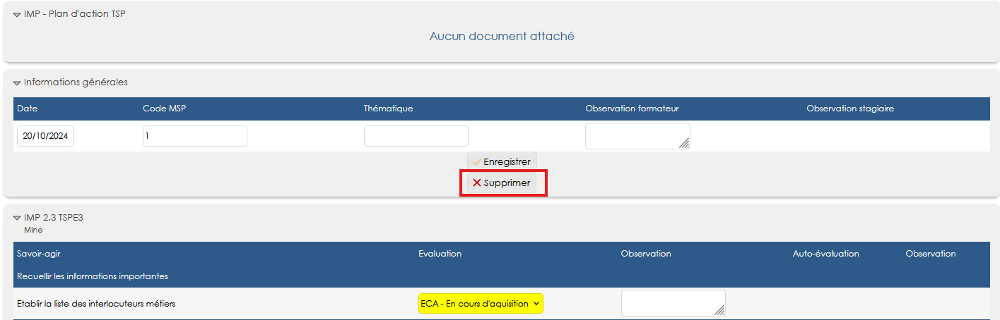 IMP - Plan d'action TSP
Aucun document attaché
Informations générales
Date Code MSP Thématique Observation formateur Observation stagiaire
20/10/2024 1
Enregistrer
Supprimer
IMP 2.3 TSPE3
Mine
Savoir-agir Evaluation Observation Auto-évaluation Observation
Recuellir les informations importantes
Etablir la liste des interlocuteurs métiers ECA - En cours d'aquisition